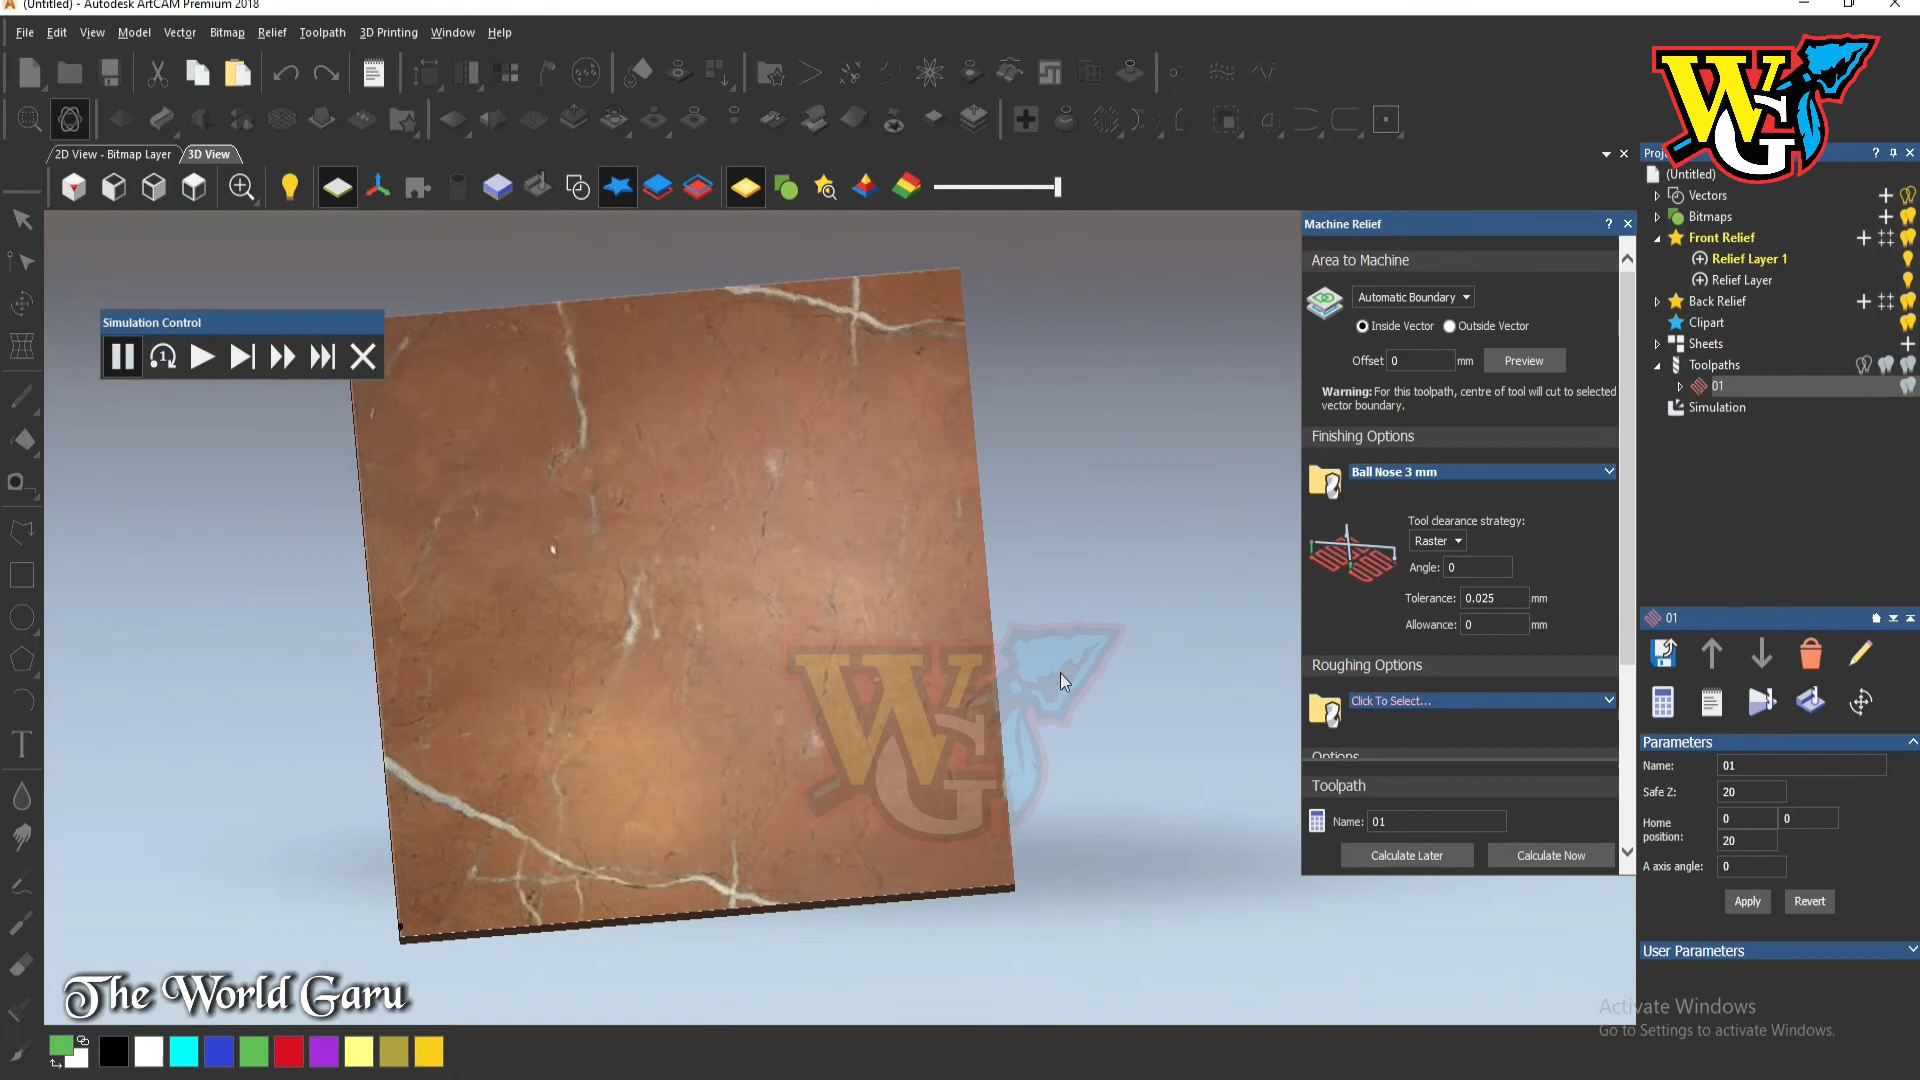 (Untitled) - Autodesk ArtCAM Premium 2018
File Edit View Model Vector Bitmap Relief Toolpath 3D Printing Window Help
2D View - Bitmap Layer 3D View
Simulation Control
1
Machine Relief
Area to Machine
Automatic Boundary
Inside Vector Outside Vector
Offset 0 mm Preview
Warning: For this toolpath, centre of tool will cut to selected
vector boundary.
Finishing Options
Ball Nose 3 mm
Tool clearance strategy:
Raster
Angle: 0
Tolerance: 0.025 mm
Allowance: 0 mm
Roughing Options
Click To Select...
Options
Toolpath
Name: 01
Calculate Later Calculate Now
WG
(Untitled)
Vectors
Bitmaps
Front Relief
Relief Layer 1
Relief Layer
Back Relief
Clipart
Sheets
Toolpaths
01
Simulation
01
Parameters
Name: 01
Safe Z: 20
Home position: 0 0
20
A axis angle: 0
Apply Revert
User Parameters
WG
The World Garu
Activate Windows
Go to Settings to activate Windows.